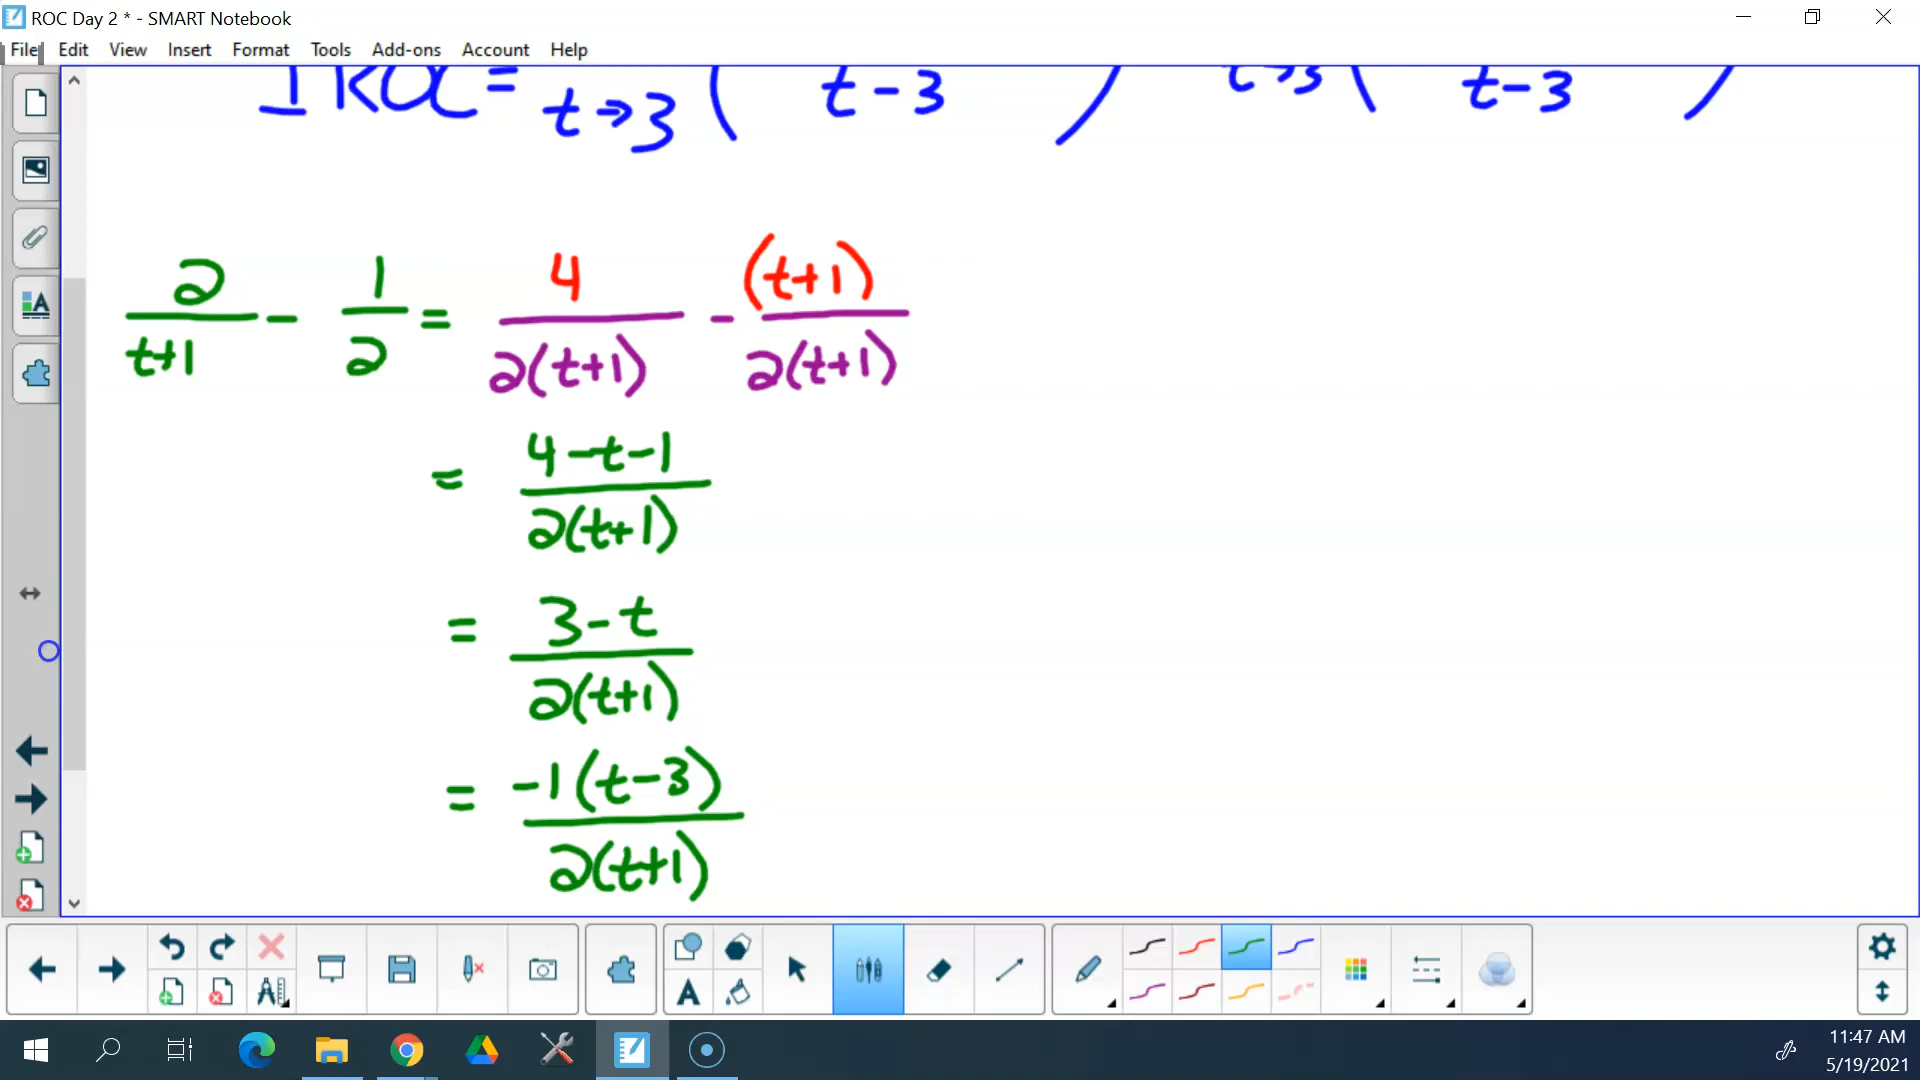 ROC Day 2 * - SMART Notebook
File Edit View Insert Format Tools Add-ons Account Help
IROC = t→3 ( t-3 ) t→3 ( t-3 )
2/(t+1) - 1/2 = 4/(2(t+1)) - (t+1)/(2(t+1))
= (4-t-1)/(2(t+1))
= (3-t)/(2(t+1))
= -1(t-3)/(2(t+1))
A
A
11:47 AM
5/19/2021